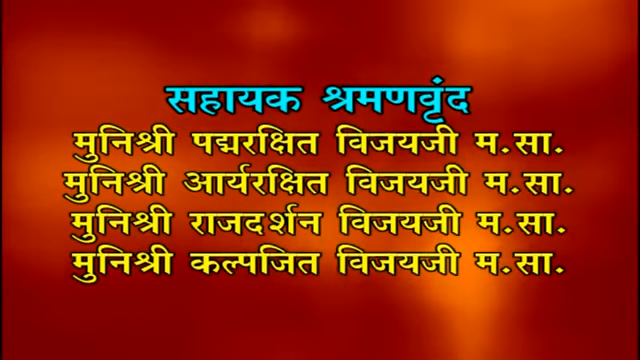 सहायक श्रमणवृंद
मुनिश्री पद्मरक्षित विजयजी म.सा.
मुनिश्री आर्यरक्षित विजयजी म.सा.
मुनिश्री राजदर्शन विजयजी म.सा.
मुनिश्री कल्पजित विजयजी म.सा.